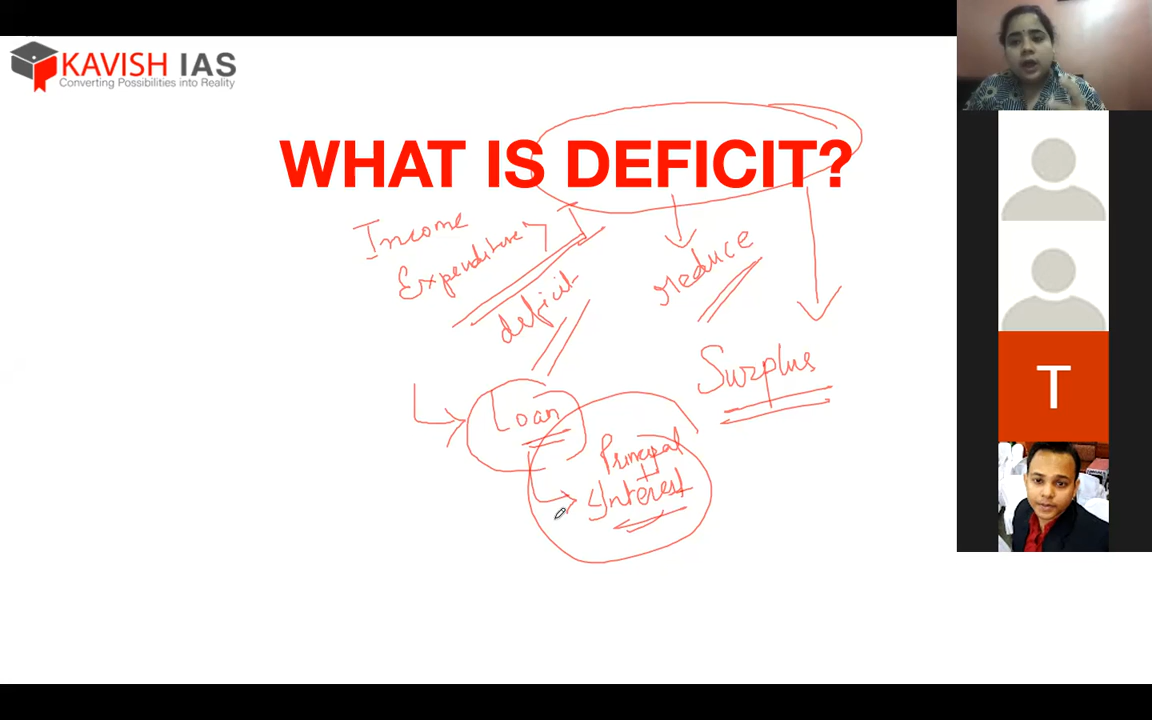 KAVISH IAS
Converting Possibilities into Reality
WHAT IS DEFICIT?
Income
Expenditure
deficit
reduce
Surplus
Loan
Principal
Interest
T